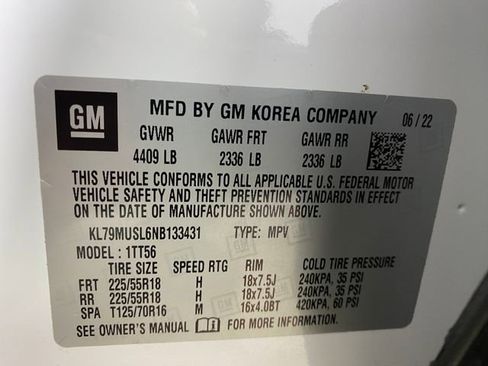 GM
MFD BY GM KOREA COMPANY 06 / 22
GVWR GAWR FRT GAWR RR
4409 LB 2336 LB 2336 LB
THIS VEHICLE CONFORMS TO ALL APPLICABLE U.S. FEDERAL MOTOR
VEHICLE SAFETY AND THEFT PREVENTION STANDARDS IN EFFECT
ON THE DATE OF MANUFACTURE SHOWN ABOVE.
KL79MUSL6NB133431 TYPE: MPV
MODEL : 1TT56
TIRE SIZE SPEED RTG RIM COLD TIRE PRESSURE
FRT 225/55R18 H 18x7.5J 240KPA, 35 PSI
RR 225/55R18 H 18x7.5J 240KPA, 35 PSI
SPA T125/70R16 M 16x4.0BT 420KPA, 60 PSI
SEE OWNER'S MANUAL FOR MORE INFORMATION.